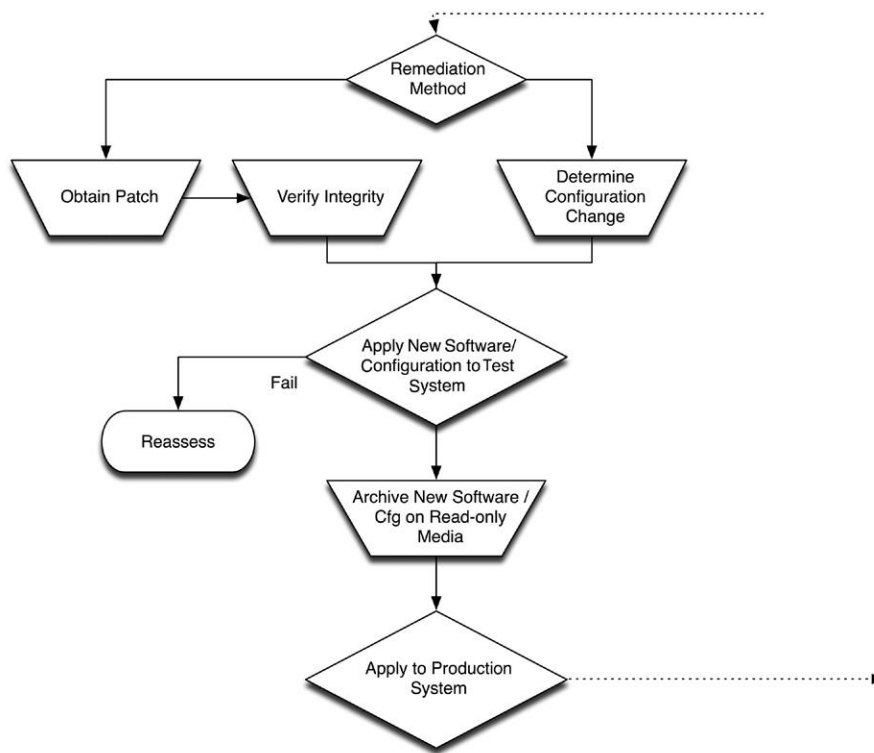 Remediation
Method
Obtain Patch
Verify Integrity
Determine
Configuration
Change
Apply New Software/
Configuration to Test
System
Fail
Reassess
Archive New Software /
Cfg on Read-only
Media
Apply to Production
System